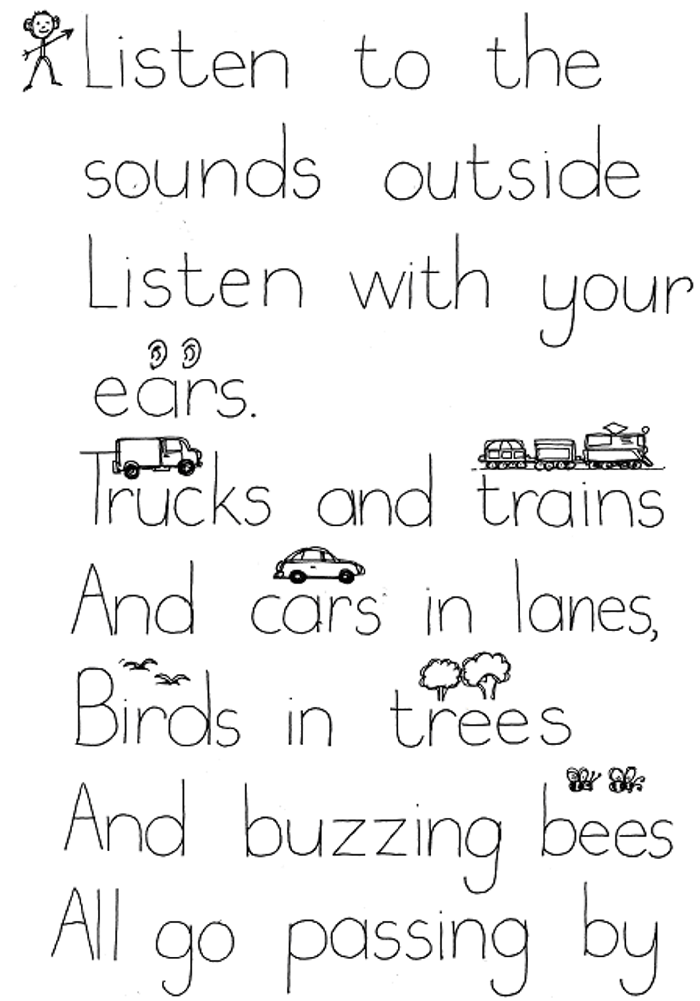 Listen to the
sounds outside
Listen with your
ears.
Trucks and trains
And cars in lanes,
Birds in trees
And buzzing bees
All go passing by